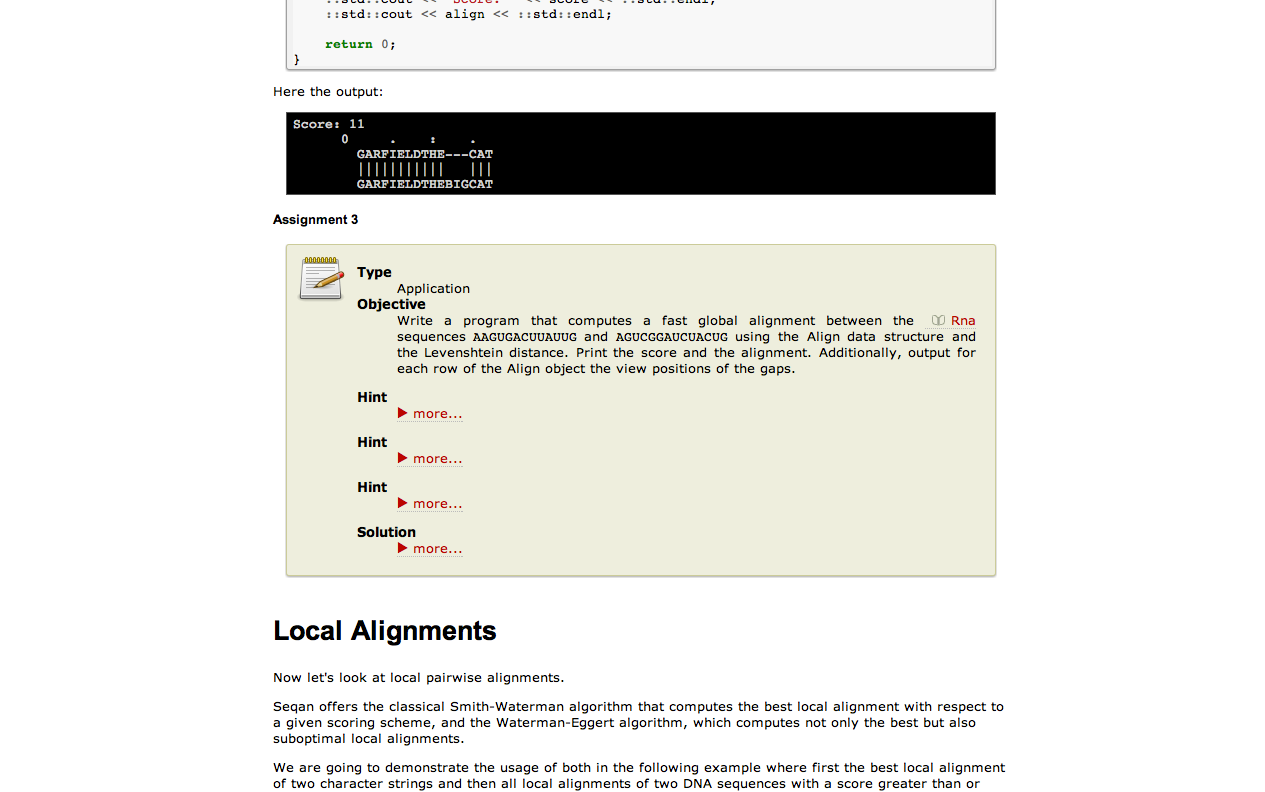 ::std::cout << "Score: " << score << ::std::endl;
::std::cout << align << ::std::endl;
return 0;
}
Here the output:
Score: 11
0 . : .
GARFIELDTHE---CAT
||||||||||| |||
GARFIELDTHEBIGCAT
Assignment 3
Type
Application
Objective
Write a program that computes a fast global alignment between the Rna
sequences AAGUGACUUAUUG and AGUCGGAUCUACUG using the Align data structure and
the Levenshtein distance. Print the score and the alignment. Additionally, output for
each row of the Align object the view positions of the gaps.
Hint
▶ more...
Hint
▶ more...
Hint
▶ more...
Solution
▶ more...
Local Alignments
Now let's look at local pairwise alignments.
Seqan offers the classical Smith-Waterman algorithm that computes the best local alignment with respect to
a given scoring scheme, and the Waterman-Eggert algorithm, which computes not only the best but also
suboptimal local alignments.
We are going to demonstrate the usage of both in the following example where first the best local alignment
of two character strings and then all local alignments of two DNA sequences with a score greater than or